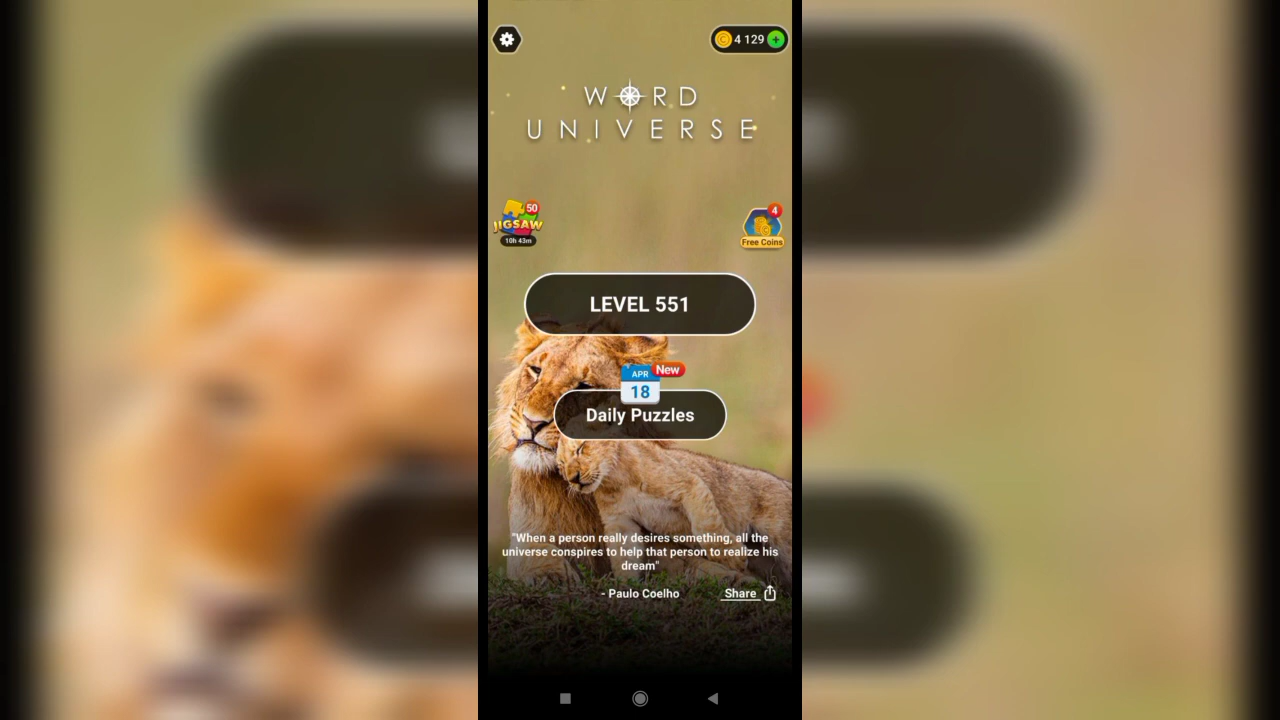 4 129
W RD
UNIVERSE
50
JIGSAW
10h 43m
4
Free Coins
LEVEL 551
APR
New
18
Daily Puzzles
"When a person really desires something, all the
universe conspires to help that person to realize his
dream"
- Paulo Coelho
Share